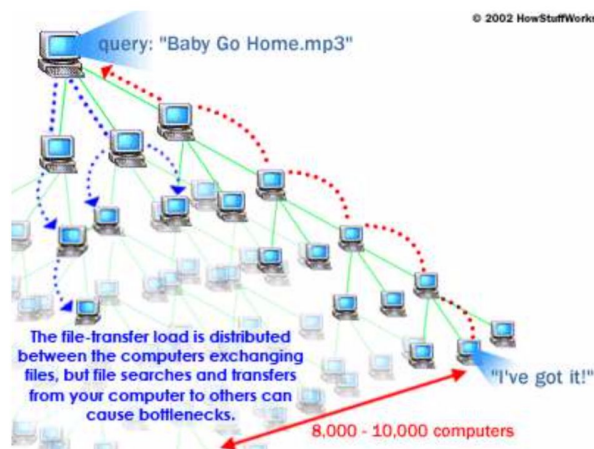 © 2002 HowStuffWorks
query: "Baby Go Home.mp3"
The file-transfer load is distributed
between the computers exchanging
files, but file searches and transfers
from your computer to others can
cause bottlenecks.
"I've got it!"
8,000 - 10,000 computers